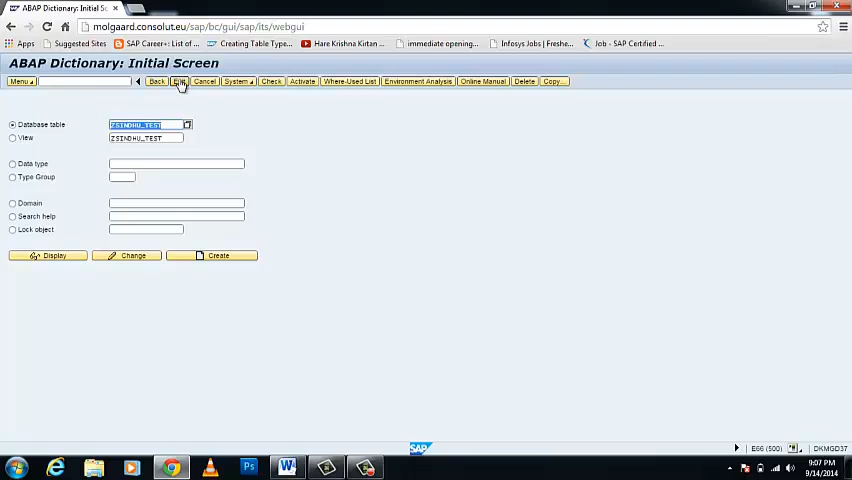 ABAP Dictionary: Initial S
molgaard.consolut.eu/sap/bc/gui/sap/its/webgui
Apps Suggested Sites SAP Career+: List of ... Creating Table Type... Hare Krishna Kirtan ... immediate opening... Infosys Jobs | Freshe... Job - SAP Certified ...
ABAP Dictionary: Initial Screen
Menu Back Cancel System Check Activate Where-Used List Environment Analysis Online Manual Delete Copy...
Database table ZSINDHU_TEST
View ZSINDHU_TEST
Data type
Type Group
Domain
Search help
Lock object
Display Change Create
SAP E66 (500) DKMGD37
9:07 PM
9/14/2014